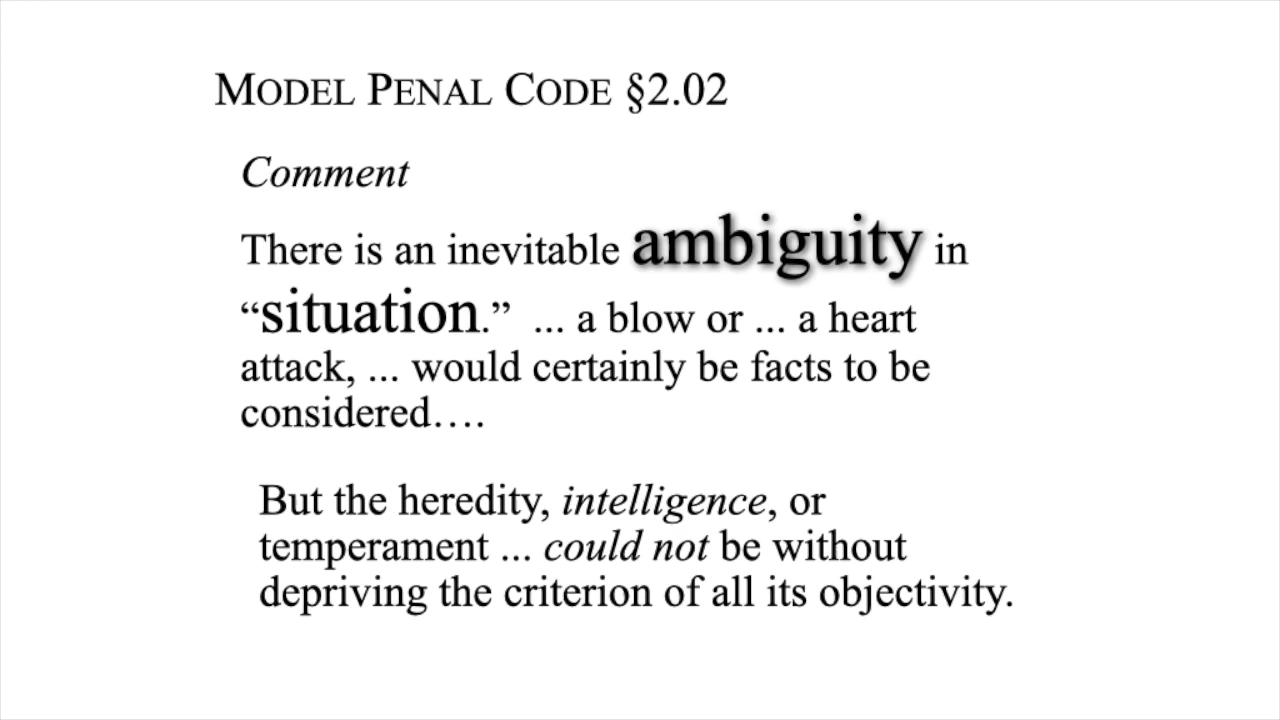 MODEL PENAL CODE §2.02
Comment
There is an inevitable ambiguity in
“situation.” ... a blow or ... a heart
attack, ... would certainly be facts to be
considered….
But the heredity, intelligence, or
temperament ... could not be without
depriving the criterion of all its objectivity.